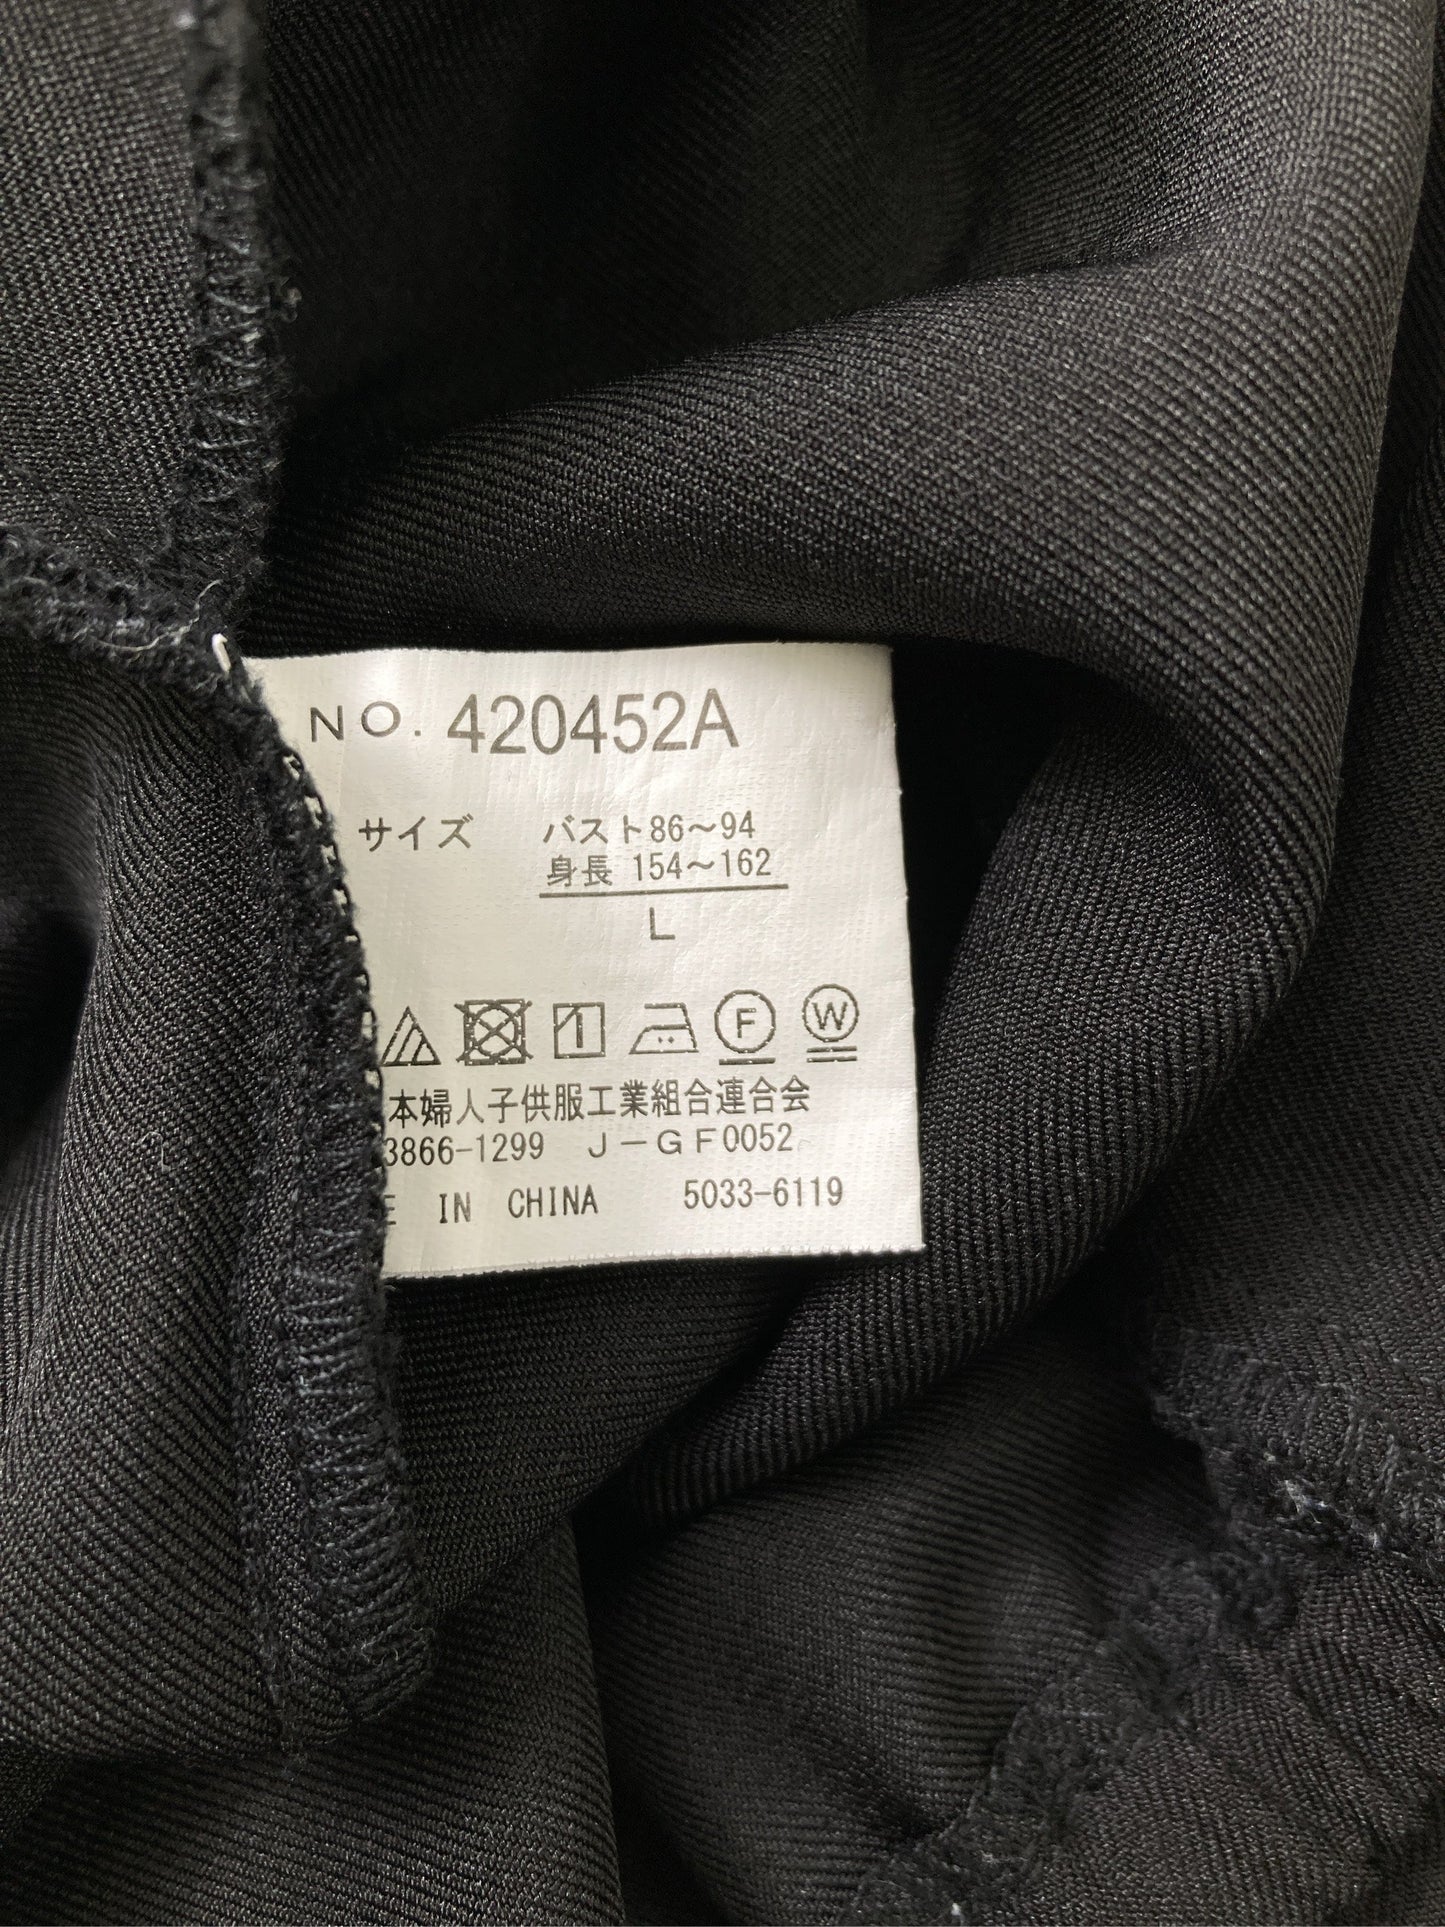 NO. 420452A
サイズ バスト86～94
身長 154～162
L
F W
本婦人子供服工業組合連合会
3866-1299 J－GF0052
E IN CHINA 5033-6119